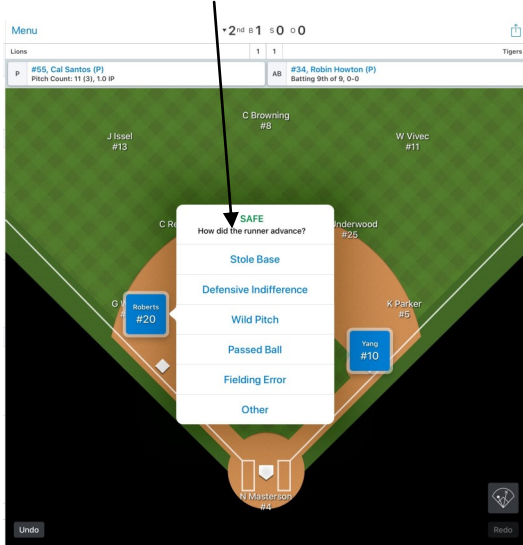 Menu
▼2nd B 1 S 0 O 0
Lions 1 1 Tigers
P #55, Cal Santos (P)
Pitch Count: 11 (3), 1.0 IP
AB #34, Robin Howton (P)
Batting 9th of 9, 0-0
C Browning
#8
J Issel
#13
W Vivec
#11
SAFE
How did the runner advance?
Stole Base
Defensive Indifference
Wild Pitch
Passed Ball
Fielding Error
Other
#25
Roberts
#20
K Parker
#5
Yang
#10
N Masterson
#4
Undo
Redo